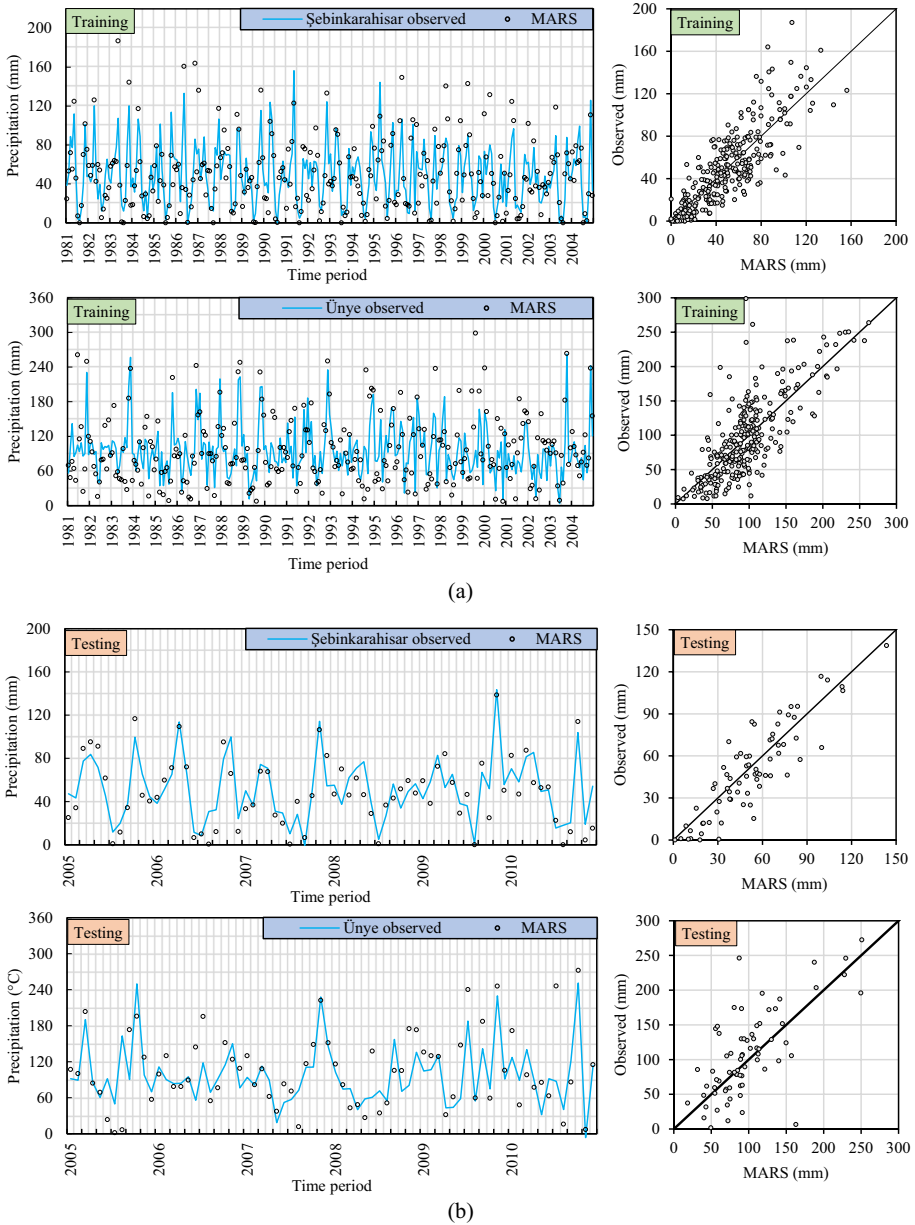 Training
Şebinkarahisar observed MARS
Precipitation (mm)
220
200
160
120
80
40
0
1981 1982 1983 1984 1985 1986 1987 1988 1989 1990 1991 1992 1993 1994 1995 1996 1997 1998 1999 2000 2001 2002 2003 2004
Time period
Training
Observed (mm)
200
160
120
80
40
0
0 40 80 120 160 200
MARS (mm)
Training
Ünye observed MARS
Precipitation (mm)
360
300
240
180
120
60
0
1981 1982 1983 1984 1985 1986 1987 1988 1989 1990 1991 1992 1993 1994 1995 1996 1997 1998 1999 2000 2001 2002 2003 2004
Time period
Training
Observed (mm)
300
250
200
150
100
50
0
0 50 100 150 200 250 300
MARS (mm)
(a)
Testing
Şebinkarahisar observed MARS
Precipitation (mm)
200
160
120
80
40
0
2005 2006 2007 2008 2009 2010
Time period
Testing
Observed (mm)
150
120
90
60
30
0
0 30 60 90 120 150
MARS (mm)
Testing
Ünye observed MARS
Precipitation (°C)
360
300
240
180
120
60
0
2005 2006 2007 2008 2009 2010
Time period
Testing
Observed (mm)
300
250
200
150
100
50
0
0 50 100 150 200 250 300
MARS (mm)
(b)